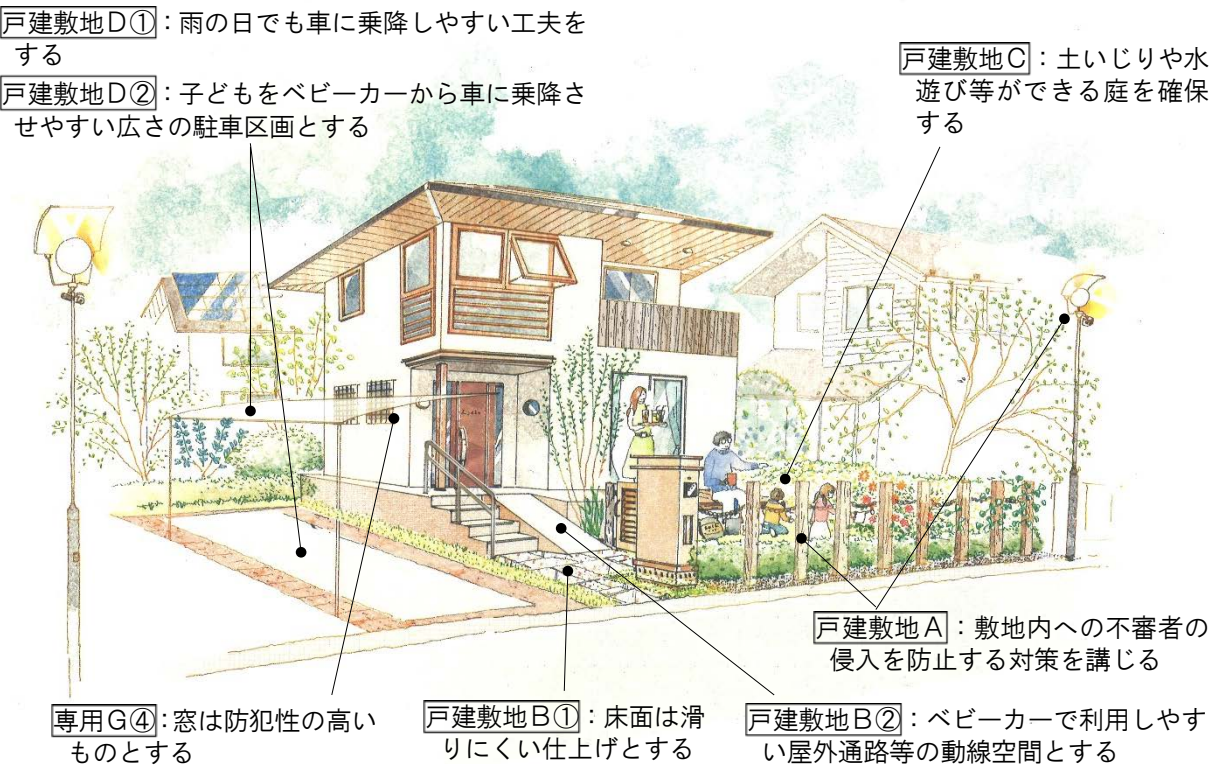 戸建敷地D①：雨の日でも車に乗降しやすい工夫を
する
戸建敷地D②：子どもをベビーカーから車に乗降さ
せやすい広さの駐車区画とする
戸建敷地C：土いじりや水
遊び等ができる庭を確保
する
戸建敷地A：敷地内への不審者の
侵入を防止する対策を講じる
専用G④：窓は防犯性の高い
ものとする
戸建敷地B①：床面は滑
りにくい仕上げとする
戸建敷地B②：ベビーカーで利用しやす
い屋外通路等の動線空間とする